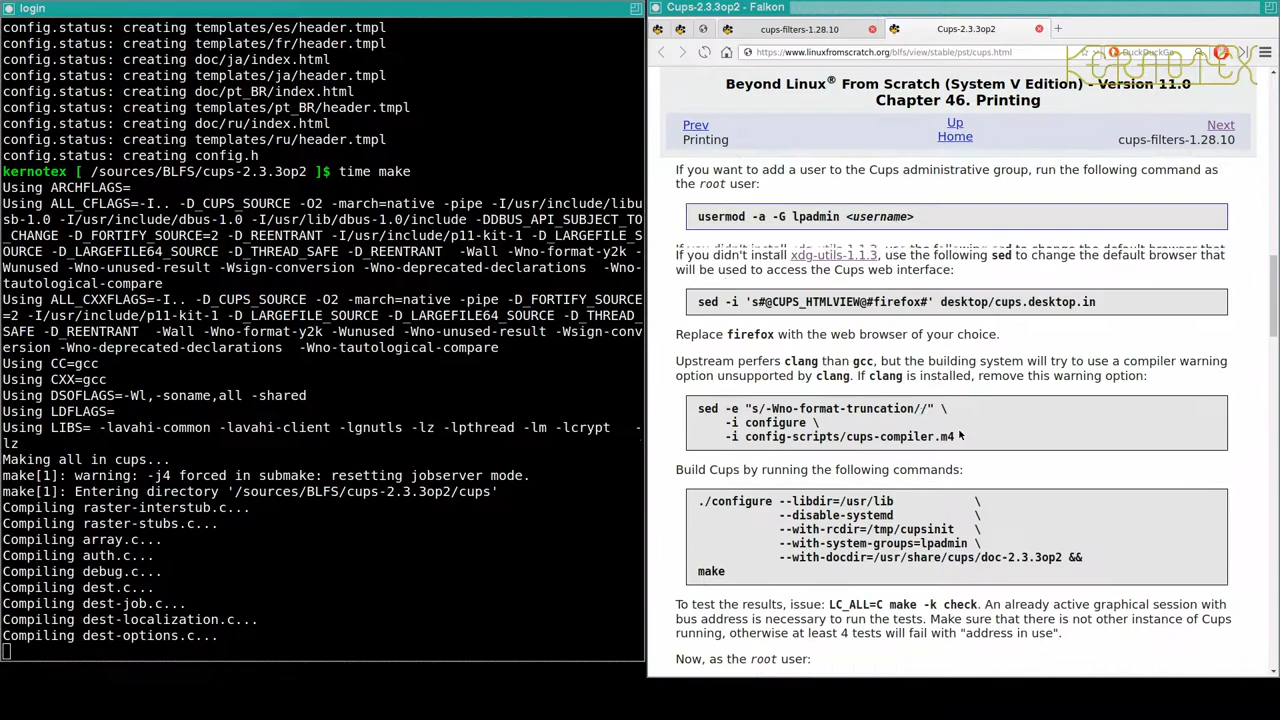 login
config.status: creating templates/es/header.tmpl
config.status: creating templates/fr/header.tmpl
config.status: creating doc/ja/index.html
config.status: creating templates/ja/header.tmpl
config.status: creating doc/pt_BR/index.html
config.status: creating templates/pt_BR/header.tmpl
config.status: creating doc/ru/index.html
config.status: creating templates/ru/header.tmpl
config.status: creating config.h
kernotex [ /sources/BLFS/cups-2.3.3op2 ]$ time make
Using ARCHFLAGS=
Using ALL_CFLAGS=-I.. -D_CUPS_SOURCE -O2 -march=native -pipe -I/usr/include/libu
sb-1.0 -I/usr/include/dbus-1.0 -I/usr/lib/dbus-1.0/include -DDBUS_API_SUBJECT_TO
_CHANGE -D_FORTIFY_SOURCE=2 -D_REENTRANT -I/usr/include/p11-kit-1 -D_LARGEFILE_S
OURCE -D_LARGEFILE64_SOURCE -D_THREAD_SAFE -D_REENTRANT -Wall -Wno-format-y2k -W
unused -Wno-unused-result -Wsign-conversion -Wno-deprecated-declarations -Wno-
tautological-compare
Using ALL_CXXFLAGS=-I.. -D_CUPS_SOURCE -O2 -march=native -pipe -D_FORTIFY_SOURCE
=2 -I/usr/include/p11-kit-1 -D_LARGEFILE_SOURCE -D_LARGEFILE64_SOURCE -D_THREAD_
SAFE -D_REENTRANT -Wall -Wno-format-y2k -Wunused -Wno-unused-result -Wsign-conv
ersion -Wno-deprecated-declarations -Wno-tautological-compare
Using CC=gcc
Using CXX=gcc
Using DSOFLAGS=-Wl,-soname,all -shared
Using LDFLAGS=
Using LIBS= -lavahi-common -lavahi-client -lgnutls -lz -lpthread -lm -lcrypt -
lz
Making all in cups...
make[1]: warning: -j4 forced in submake: resetting jobserver mode.
make[1]: Entering directory '/sources/BLFS/cups-2.3.3op2/cups'
Compiling raster-interstub.c...
Compiling raster-stubs.c...
Compiling array.c...
Compiling auth.c...
Compiling debug.c...
Compiling dest.c...
Compiling dest-job.c...
Compiling dest-localization.c...
Compiling dest-options.c...
Cups-2.3.3op2 - Falkon
cups-filters-1.28.10
Cups-2.3.3op2
https://www.linuxfromscratch.org/blfs/view/stable/pst/cups.html
DuckDuckGo
KERNOTEX
Beyond Linux® From Scratch (System V Edition) - Version 11.0
Chapter 46. Printing
Prev
Printing
Up
Home
Next
cups-filters-1.28.10
If you want to add a user to the Cups administrative group, run the following command as
the root user:
usermod -a -G lpadmin <username>
If you didn't install xdg-utils-1.1.3, use the following sed to change the default browser that
will be used to access the Cups web interface:
sed -i 's#@CUPS_HTMLVIEW@#firefox#' desktop/cups.desktop.in
Replace firefox with the web browser of your choice.
Upstream perfers clang than gcc, but the building system will try to use a compiler warning
option unsupported by clang. If clang is installed, remove this warning option:
sed -e "s/-Wno-format-truncation//" \
-i configure \
-i config-scripts/cups-compiler.m4
Build Cups by running the following commands:
./configure --libdir=/usr/lib \
--disable-systemd \
--with-rcdir=/tmp/cupsinit \
--with-system-groups=lpadmin \
--with-docdir=/usr/share/cups/doc-2.3.3op2 &&
make
To test the results, issue: LC_ALL=C make -k check. An already active graphical session with
bus address is necessary to run the tests. Make sure that there is not other instance of Cups
running, otherwise at least 4 tests will fail with "address in use".
Now, as the root user: